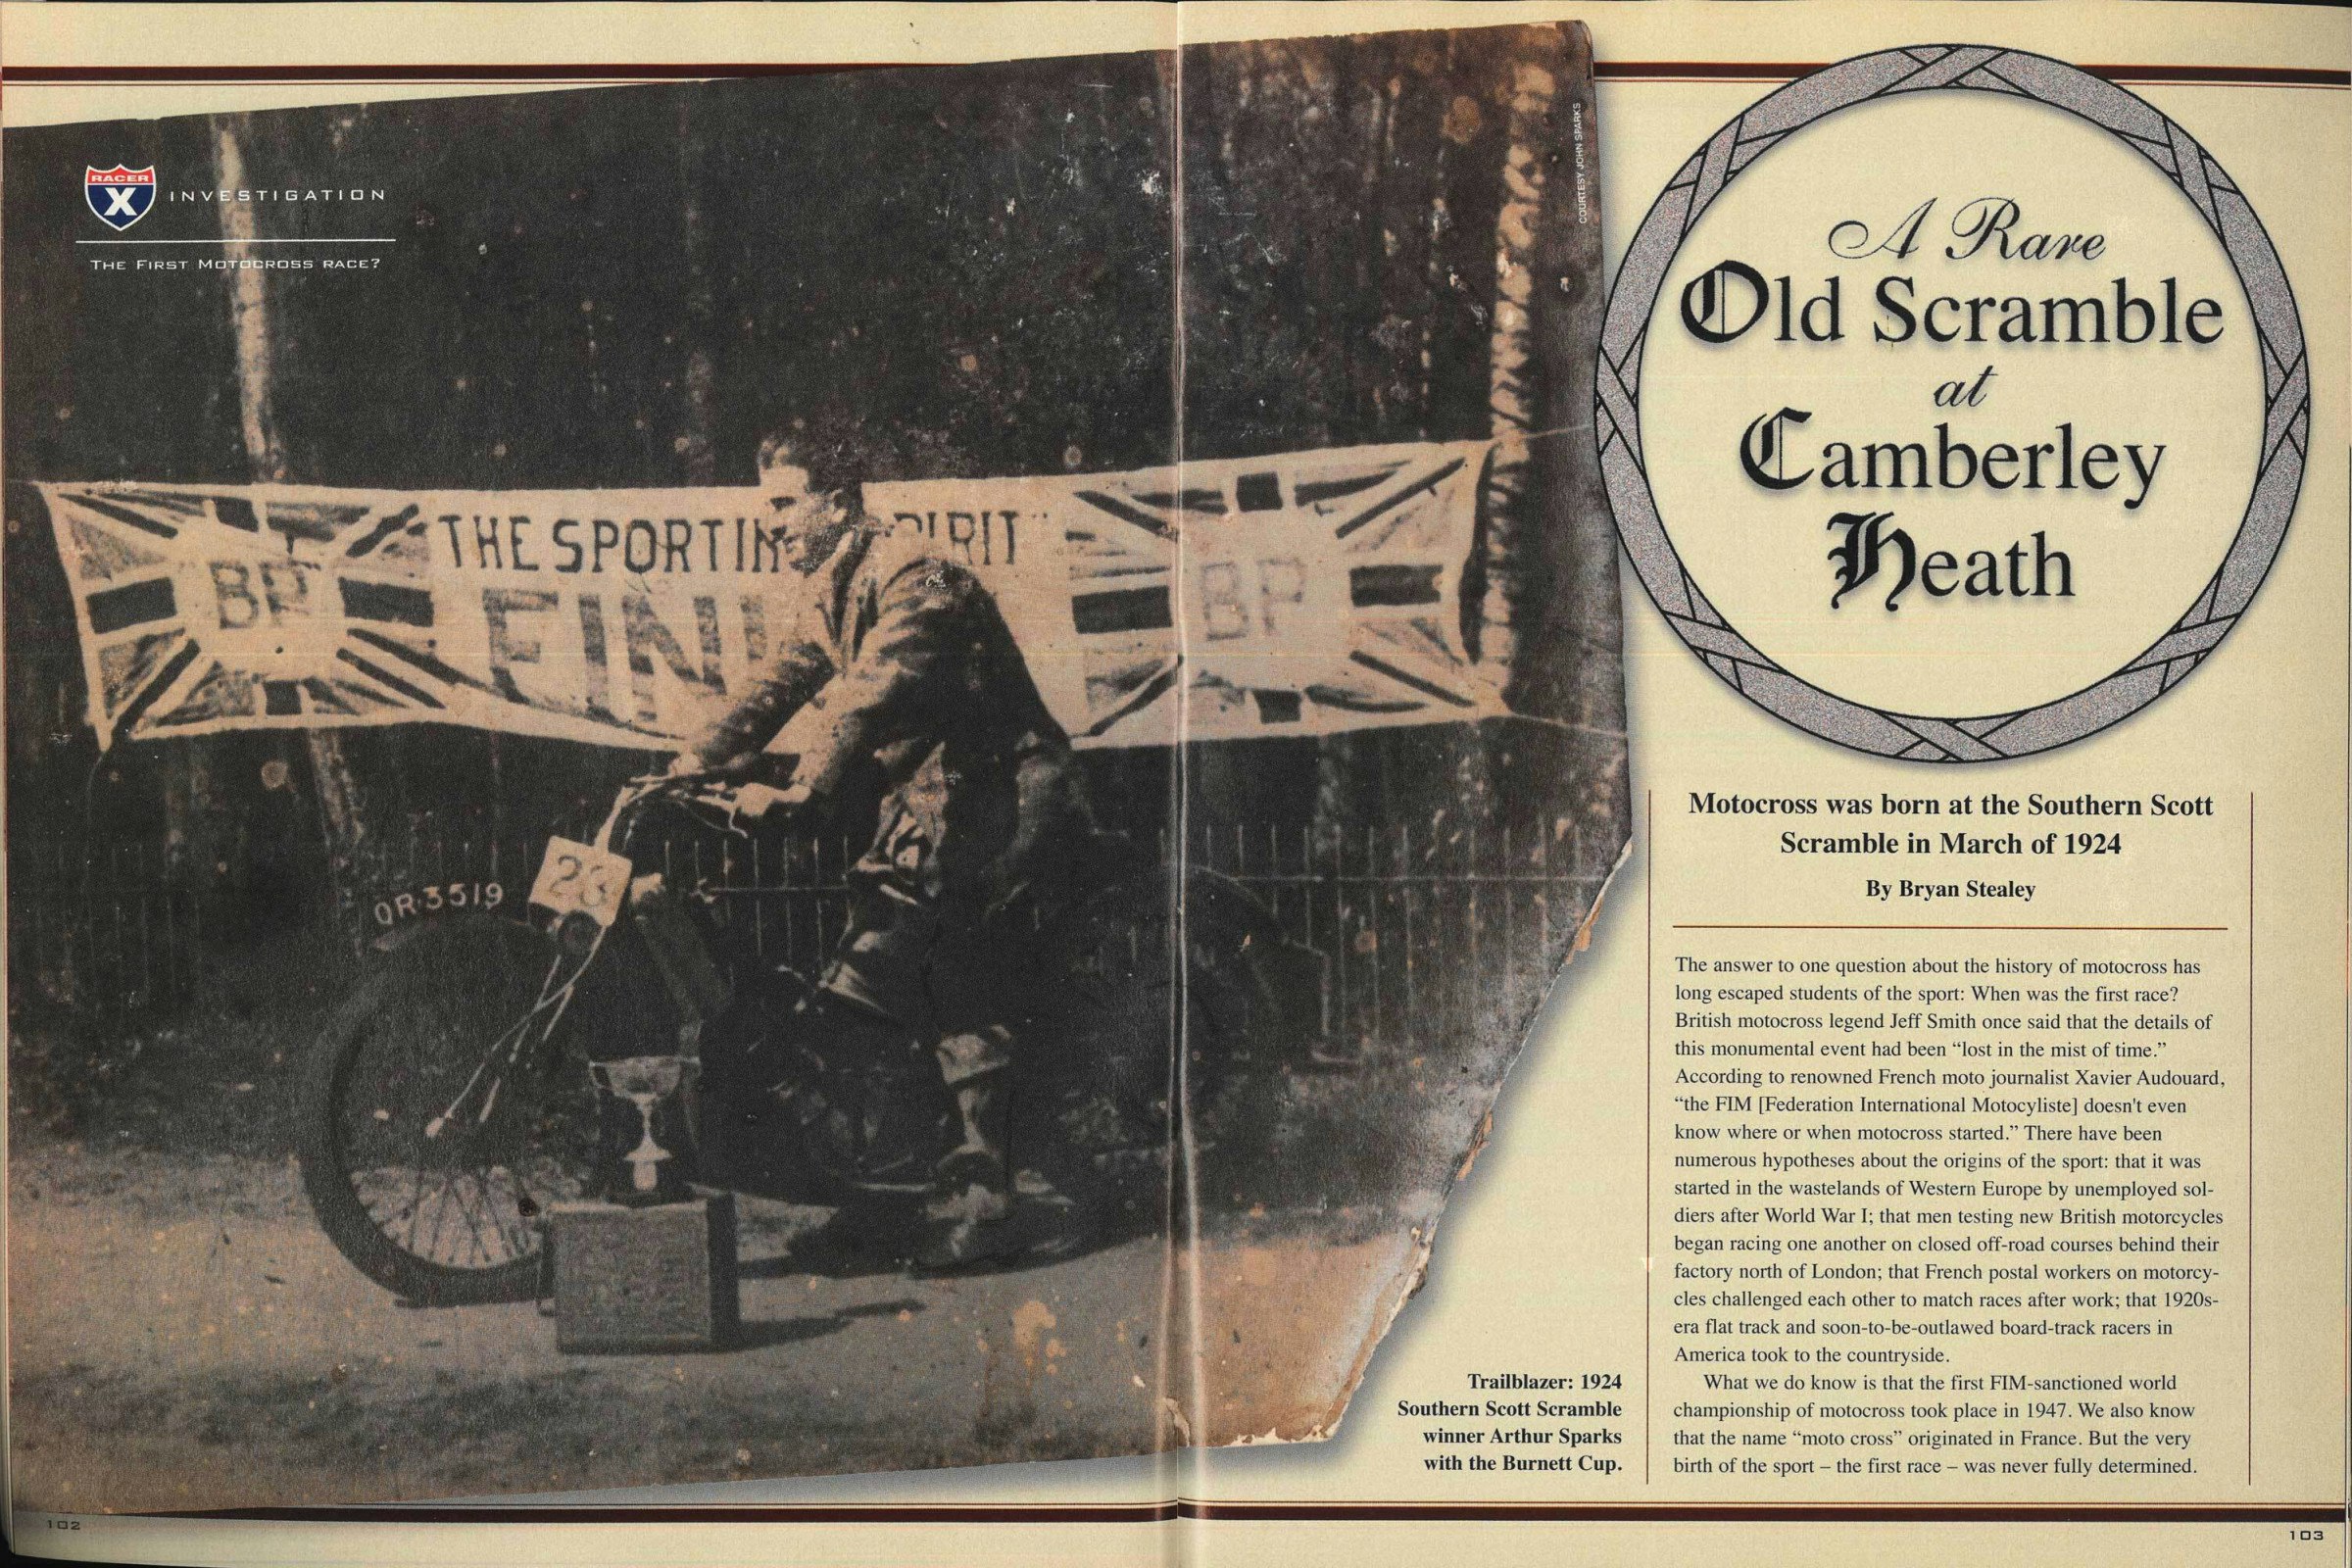 RACER
X
INVESTIGATION
THE FIRST MOTOCROSS RACE?
COURTESY JOHN SPARKS
THE SPORTIN PIRIT"
BP FINI BP
23
OR·3519
A Rare
Old Scramble
at
Camberley
Heath
Motocross was born at the Southern Scott
Scramble in March of 1924
By Bryan Stealey
The answer to one question about the history of motocross has
long escaped students of the sport: When was the first race?
British motocross legend Jeff Smith once said that the details of
this monumental event had been “lost in the mist of time.”
According to renowned French moto journalist Xavier Audouard,
“the FIM [Federation International Motocyliste] doesn't even
know where or when motocross started.” There have been
numerous hypotheses about the origins of the sport: that it was
started in the wastelands of Western Europe by unemployed sol-
diers after World War I; that men testing new British motorcycles
began racing one another on closed off-road courses behind their
factory north of London; that French postal workers on motorcy-
cles challenged each other to match races after work; that 1920s-
era flat track and soon-to-be-outlawed board-track racers in
America took to the countryside.
What we do know is that the first FIM-sanctioned world
championship of motocross took place in 1947. We also know
that the name “moto cross” originated in France. But the very
birth of the sport – the first race – was never fully determined.
Trailblazer: 1924
Southern Scott Scramble
winner Arthur Sparks
with the Burnett Cup.
102
103